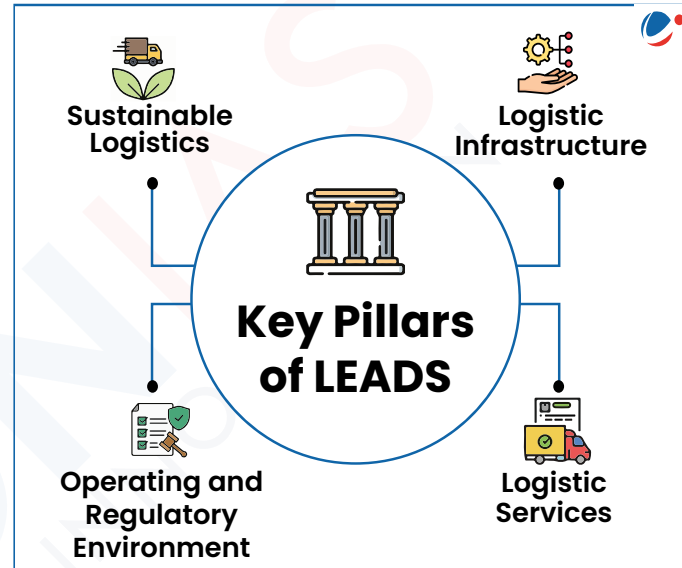 Sustainable
Logistics
Logistic
Infrastructure
Key Pillars
of LEADS
Operating and
Regulatory
Environment
Logistic
Services